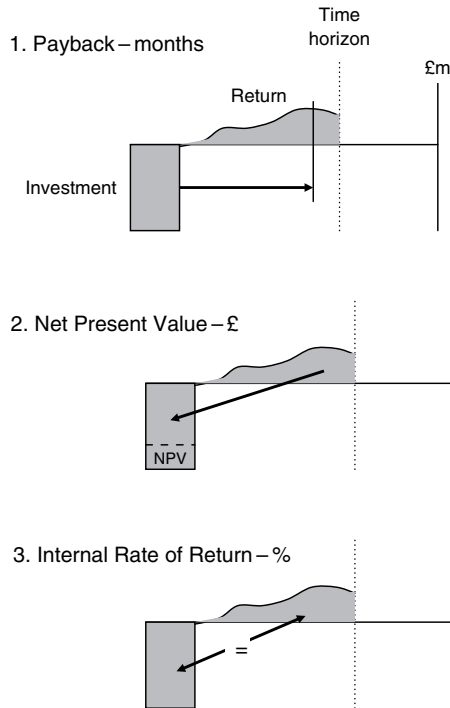 Time
horizon
1. Payback – months
£m
Return
Investment
2. Net Present Value – £
NPV
3. Internal Rate of Return – %
=